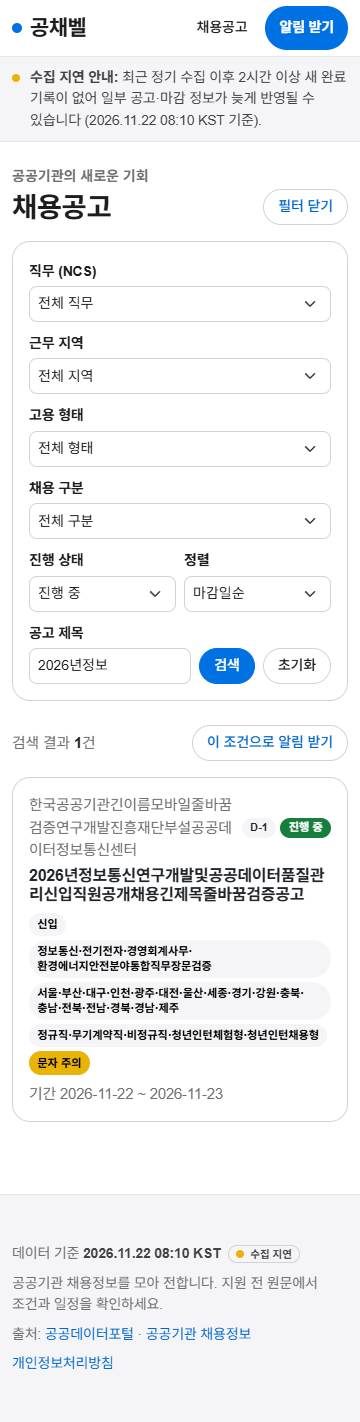 공채벨
채용공고
알림 받기
수집 지연 안내: 최근 정기 수집 이후 2시간 이상 새 완료
기록이 없어 일부 공고·마감 정보가 늦게 반영될 수
있습니다 (2026.11.22 08:10 KST 기준).
공공기관의 새로운 기회
채용공고
필터 닫기
직무 (NCS)
전체 직무
근무 지역
전체 지역
고용 형태
전체 형태
채용 구분
전체 구분
진행 상태
정렬
진행 중
마감일순
공고 제목
2026년정보
검색
초기화
검색 결과 1건
이 조건으로 알림 받기
한국공공기관긴이름모바일줄바꿈
검증연구개발진흥재단부설공공데
이터정보통신센터
D-1
진행 중
2026년정보통신연구개발및공공데이터품질관
리신입직원공개채용긴제목줄바꿈검증공고
신입
정보통신·전기전자·경영회계사무·
환경에너지안전분야통합직무장문검증
서울·부산·대구·인천·광주·대전·울산·세종·경기·강원·충북·
충남·전북·전남·경북·경남·제주
정규직·무기계약직·비정규직·청년인턴체험형·청년인턴채용형
문자 주의
기간 2026-11-22 ~ 2026-11-23
데이터 기준 2026.11.22 08:10 KST
수집 지연
공공기관 채용정보를 모아 전합니다. 지원 전 원문에서
조건과 일정을 확인하세요.
출처: 공공데이터포털 · 공공기관 채용정보
개인정보처리방침